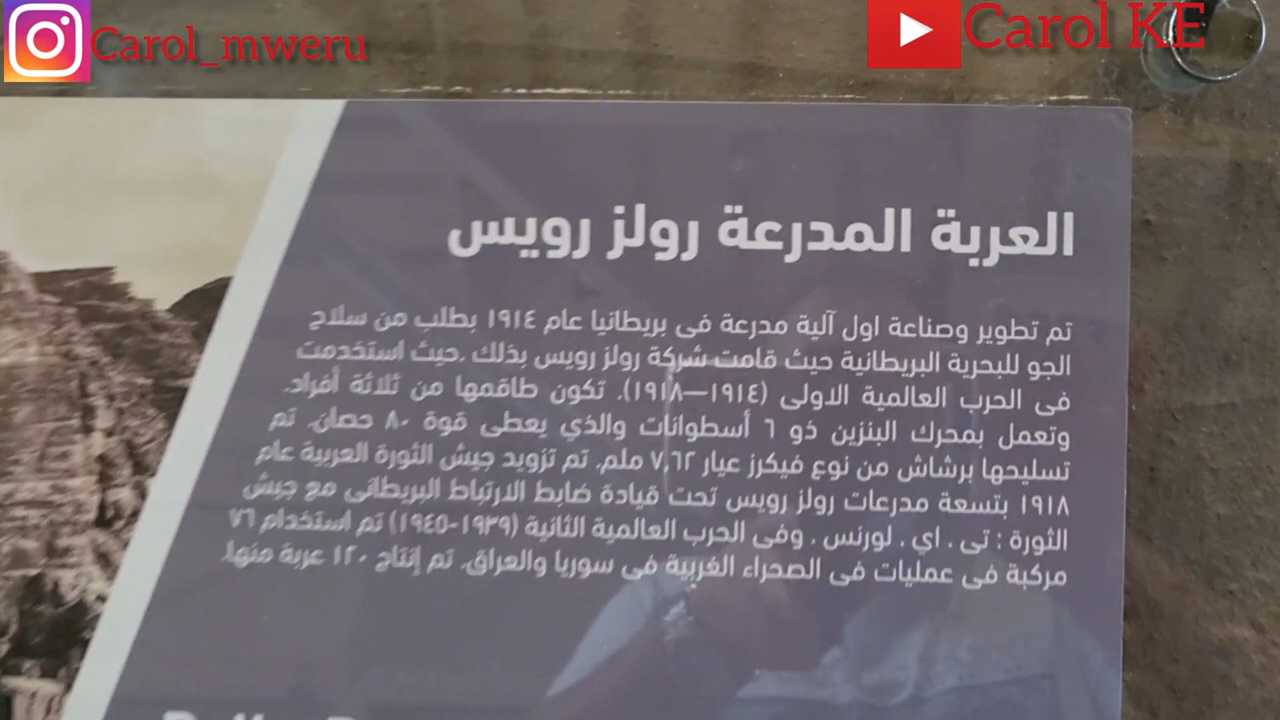 Carol_mweru
Carol KE
العربة المدرعة رولز رويس
تم تطوير وصناعة اول آلية مدرعة فى بريطانيا عام ١٩١٤ بطلب من سلاح
الجو للبحرية البريطانية حيث قامت شركة رولز رويس بذلك .حيث استخدمت
فى الحرب العالمية الاولى (١٩١٤—١٩١٨). تكون طاقمها من ثلاثة أفراد.
وتعمل بمحرك البنزين ذو ٦ أسطوانات والذي يعطى قوة ٨٠ حصان. تم
تسليحها برشاش من نوع فيكرز عيار ٧,٦٢ ملم. تم تزويد جيش الثورة العربية عام
١٩١٨ بتسعة مدرعات رولز رويس تحت قيادة ضابط الارتباط البريطانى مع جيش
الثورة : تى . اي . لورنس . وفى الحرب العالمية الثانية (١٩٣٩-١٩٤٥) تم استخدام ٧٦
مركبة فى عمليات فى الصحراء الغربية فى سوريا والعراق. تم إنتاج ١٢٠ عربة منها.